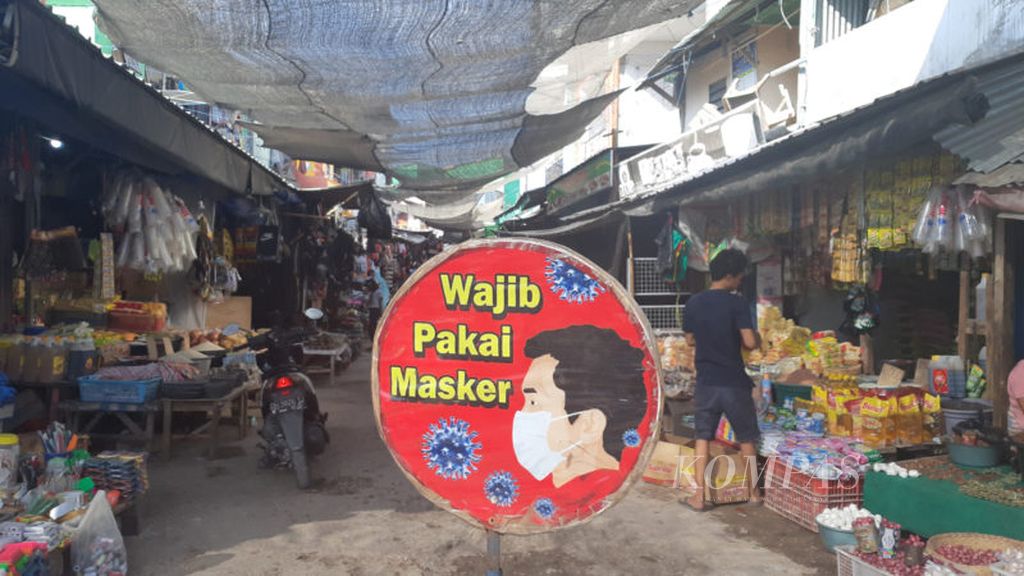 Wajib
Pakai
Masker
KOMPAS